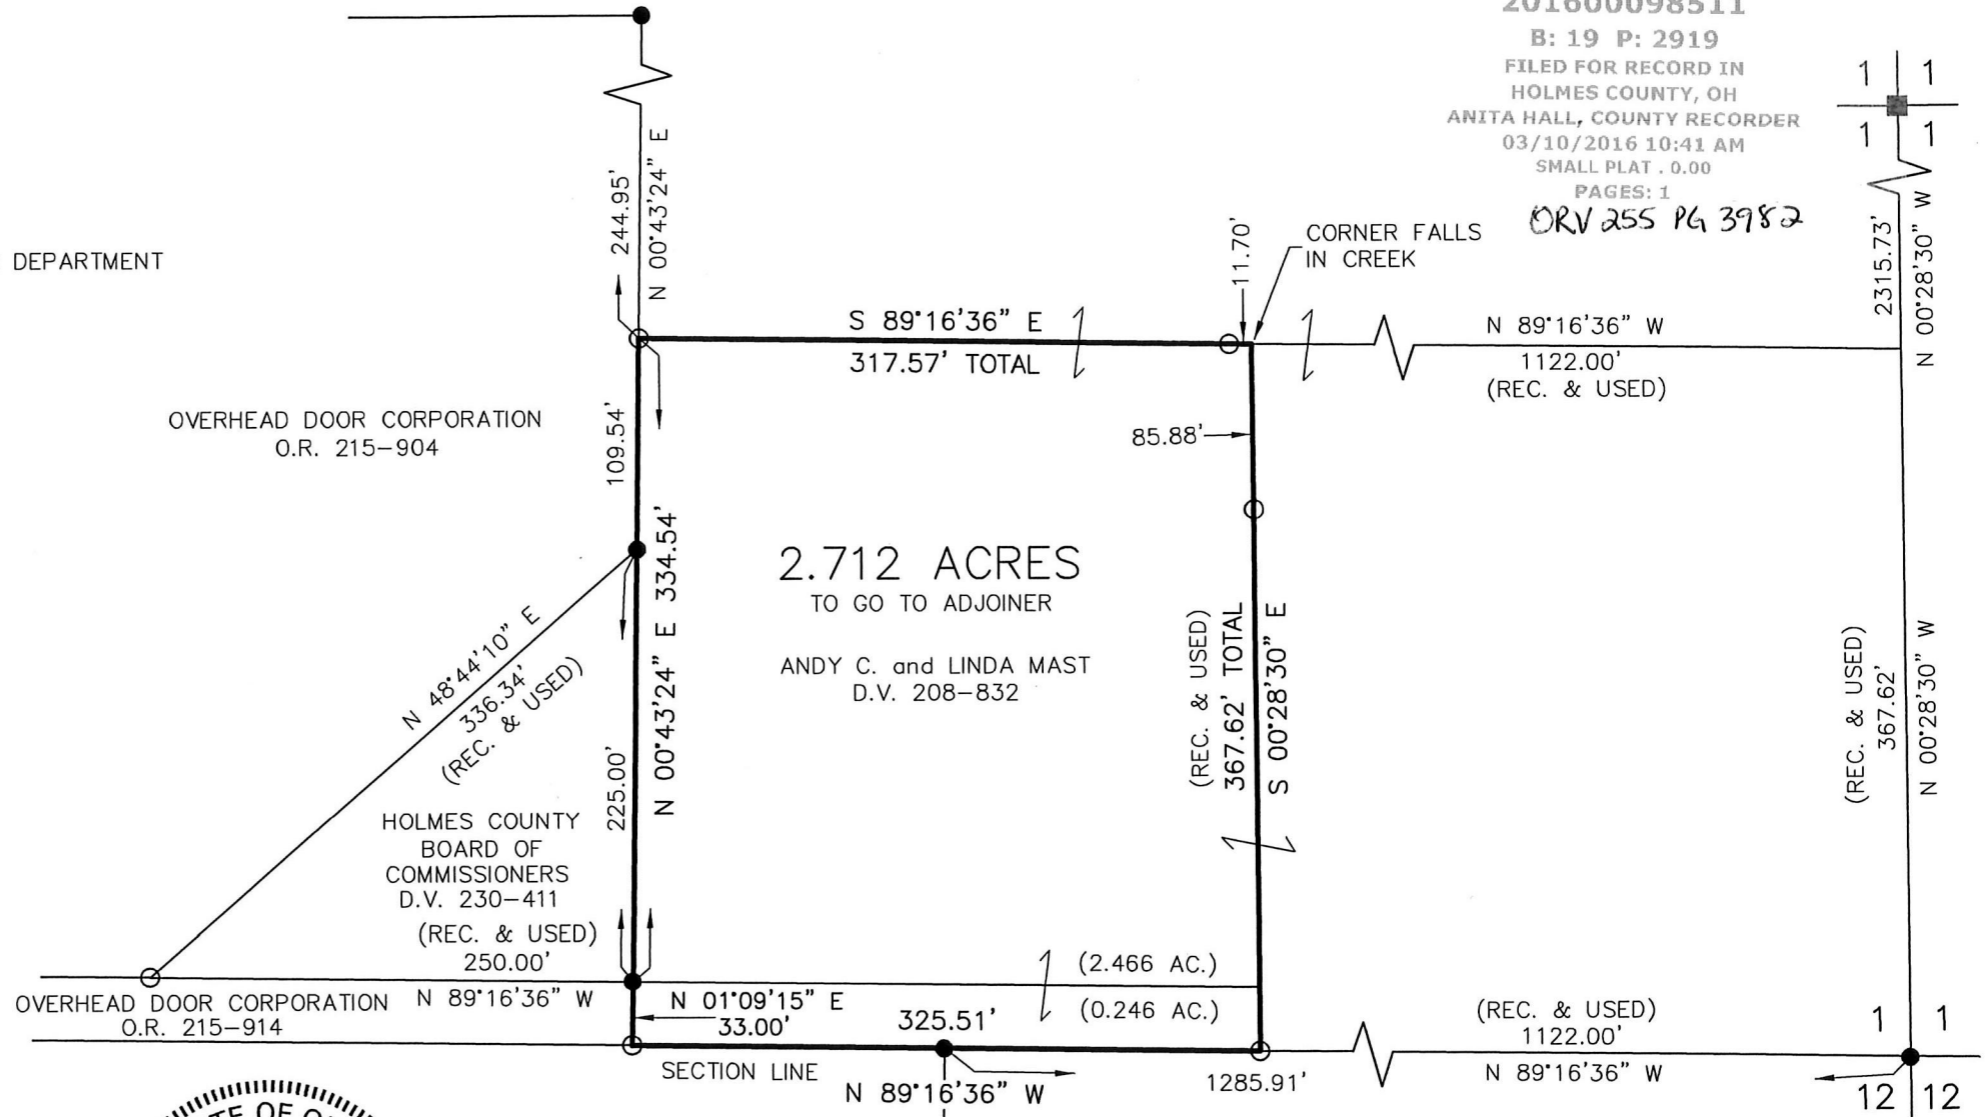 201600098511
B: 19 P: 2919
FILED FOR RECORD IN
HOLMES COUNTY, OH
ANITA HALL, COUNTY RECORDER
03/10/2016 10:41 AM
SMALL PLAT . 0.00
PAGES: 1
ORV 255 PG 3982
1 1
1 1
2315.73'
N 00°28'30" W
244.95'
N 00°43'24" E
DEPARTMENT
11.70'
CORNER FALLS
IN CREEK
S 89°16'36" E
317.57' TOTAL
N 89°16'36" W
1122.00'
(REC. & USED)
OVERHEAD DOOR CORPORATION
O.R. 215-904
109.54'
85.88'
N 00°43'24" E 334.54'
2.712 ACRES
TO GO TO ADJOINER
ANDY C. and LINDA MAST
D.V. 208-832
(REC. & USED)
367.62' TOTAL
S 00°28'30" E
(REC. & USED)
367.62'
N 00°28'30" W
N 48°44'10" E
336.34'
(REC. & USED)
225.00'
HOLMES COUNTY
BOARD OF
COMMISSIONERS
D.V. 230-411
(REC. & USED)
250.00'
N 89°16'36" W
(2.466 AC.)
(0.246 AC.)
OVERHEAD DOOR CORPORATION
O.R. 215-914
N 01°09'15" E
33.00'
325.51'
(REC. & USED)
1122.00'
N 89°16'36" W
1 1
12 12
SECTION LINE
N 89°16'36" W
1285.91'